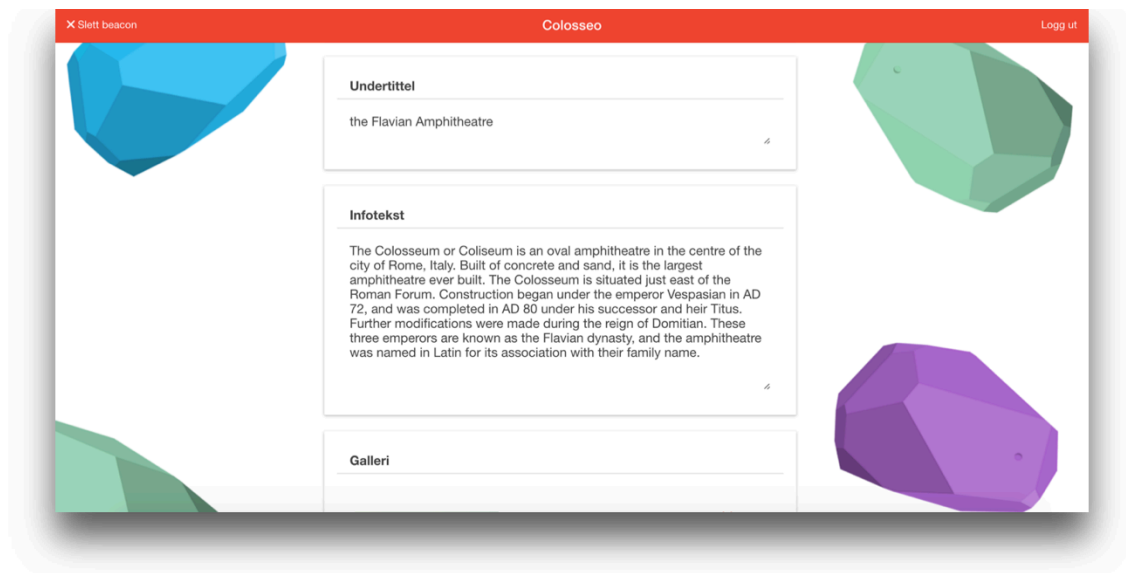 Slett beacon
Colosseo
Logg ut
Undertittel
the Flavian Amphitheatre
Infotekst
The Colosseum or Coliseum is an oval amphitheatre in the centre of the
city of Rome, Italy. Built of concrete and sand, it is the largest
amphitheatre ever built. The Colosseum is situated just east of the
Roman Forum. Construction began under the emperor Vespasian in AD
72, and was completed in AD 80 under his successor and heir Titus.
Further modifications were made during the reign of Domitian. These
three emperors are known as the Flavian dynasty, and the amphitheatre
was named in Latin for its association with their family name.
Galleri